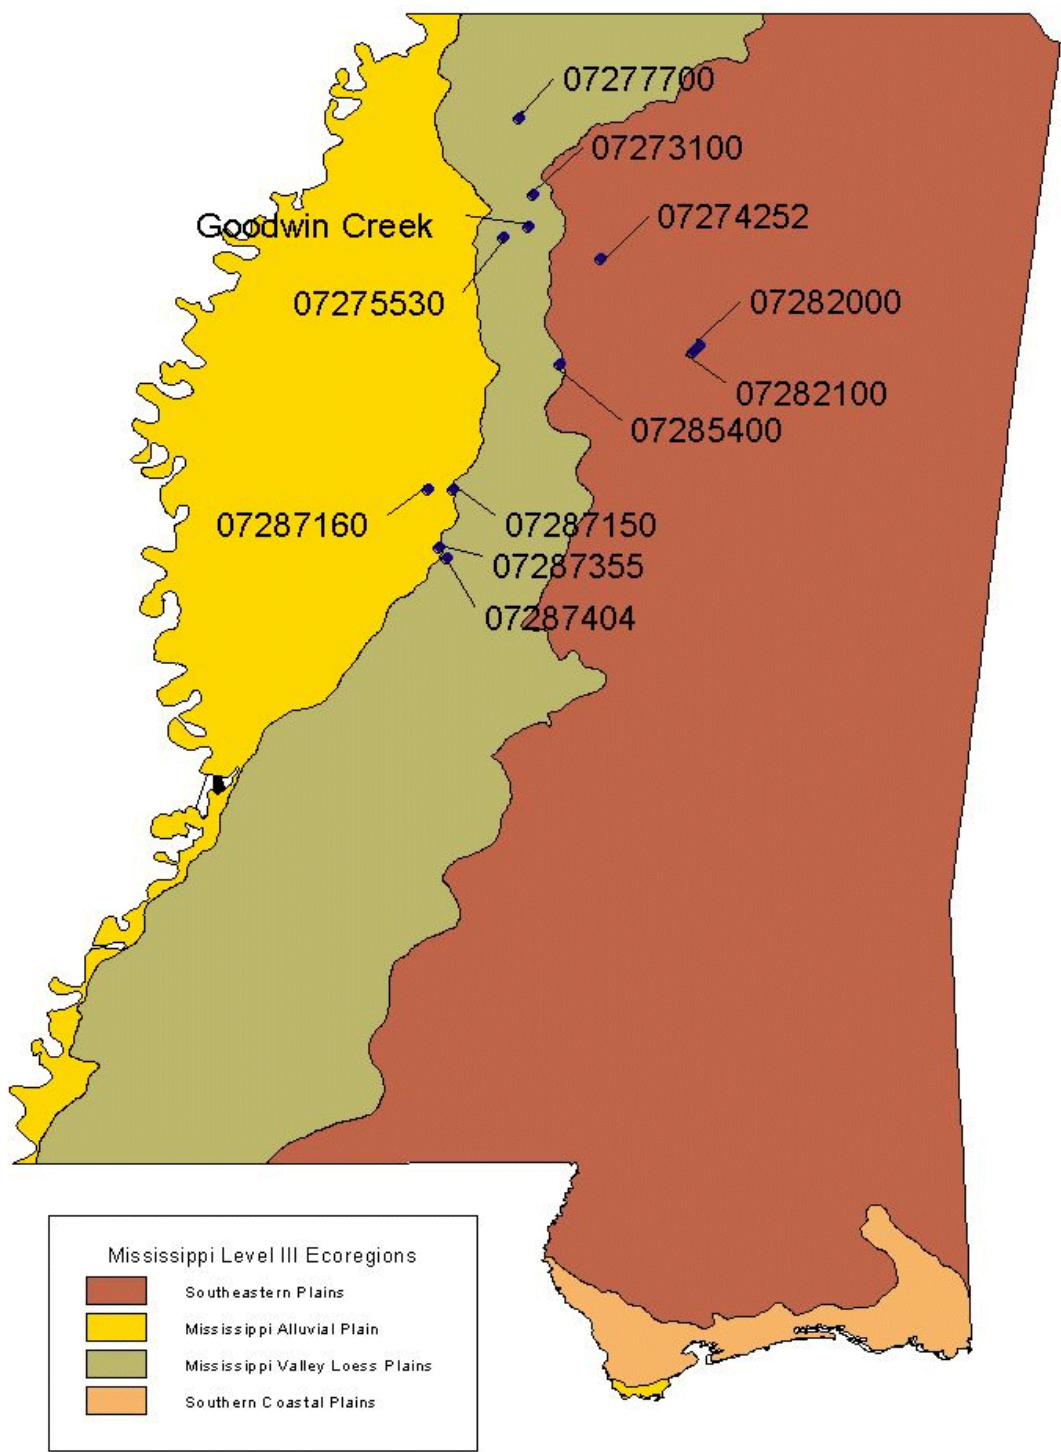 07277700
07273100
Goodwin Creek
07274252
07275530
07282000
07282100
07285400
07287160
07287150
07287355
07287404
Mississippi Level III Ecoregions
Southeastern Plains
Mississippi Alluvial Plain
Mississippi Valley Loess Plains
Southern Coastal Plains